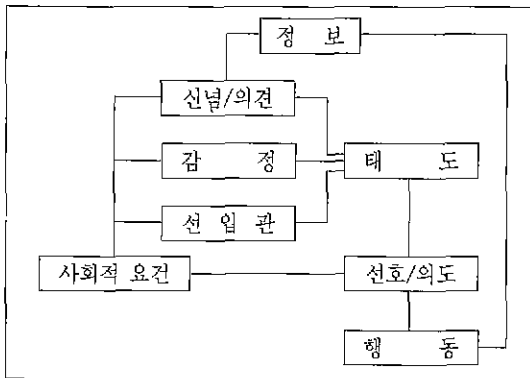 정 보
신념/의견
감 정
태 도
선 입 관
사회적 요건
선호/의도
행 동